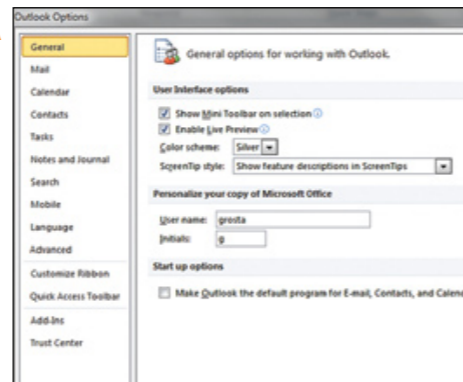 Outlook Options
General
Mail
Calendar
Contacts
Tasks
Notes and Journal
Search
Mobile
Language
Advanced
Customize Ribbon
Quick Access Toolbar
Add-Ins
Trust Center
General options for working with Outlook.
User Interface options
Show Mini Toolbar on selection
Enable Live Preview
Color scheme: Silver
ScreenTip style: Show feature descriptions in ScreenTips
Personalize your copy of Microsoft Office
User name: grosta
Initials: g
Start up options
Make Outlook the default program for E-mail, Contacts, and Calend